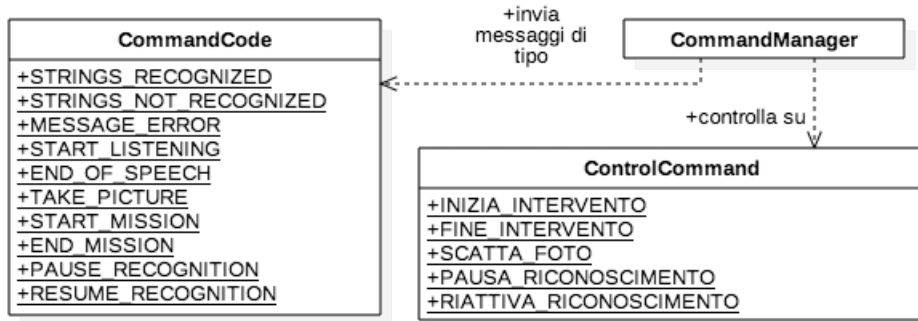 CommandCode
+STRINGS_RECOGNIZED
+STRINGS_NOT_RECOGNIZED
+MESSAGE_ERROR
+START_LISTENING
+END_OF_SPEECH
+TAKE_PICTURE
+START_MISSION
+END_MISSION
+PAUSE_RECOGNITION
+RESUME_RECOGNITION
+invia
messaggi di
tipo
CommandManager
+controlla su
ControlCommand
+INIZIA_INTERVENTO
+FINE_INTERVENTO
+SCATTA_FOTO
+PAUSA_RICONOSCIMENTO
+RIATTIVA_RICONOSCIMENTO